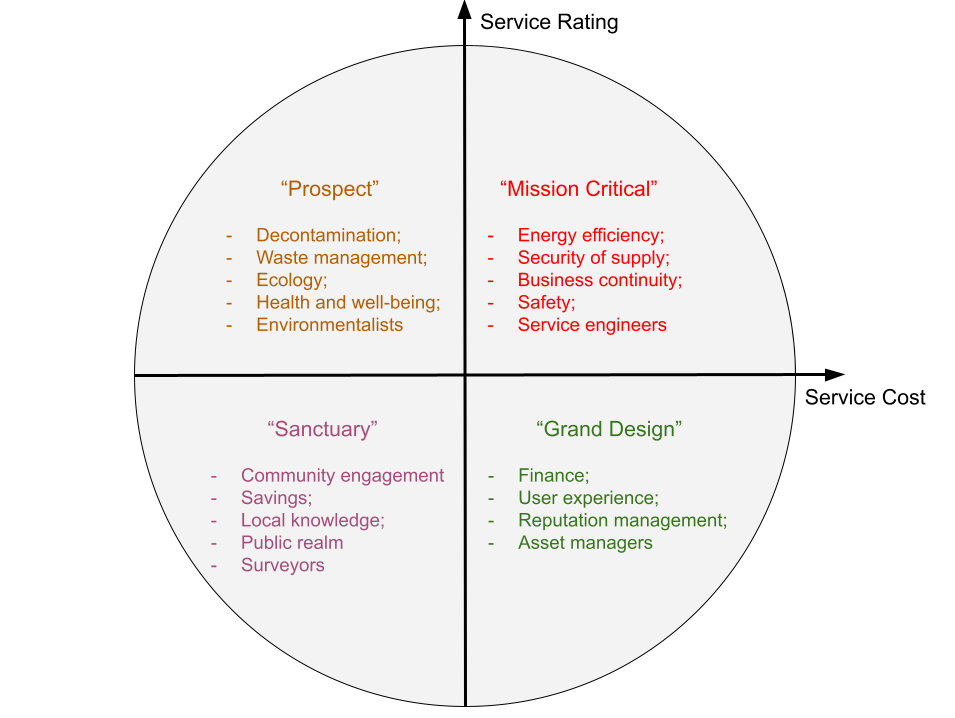 Service Rating
“Prospect”
- Decontamination;
- Waste management;
- Ecology;
- Health and well-being;
- Environmentalists
“Mission Critical”
- Energy efficiency;
- Security of supply;
- Business continuity;
- Safety;
- Service engineers
Service Cost
“Sanctuary”
- Community engagement
- Savings;
- Local knowledge;
- Public realm
- Surveyors
“Grand Design”
- Finance;
- User experience;
- Reputation management;
- Asset managers